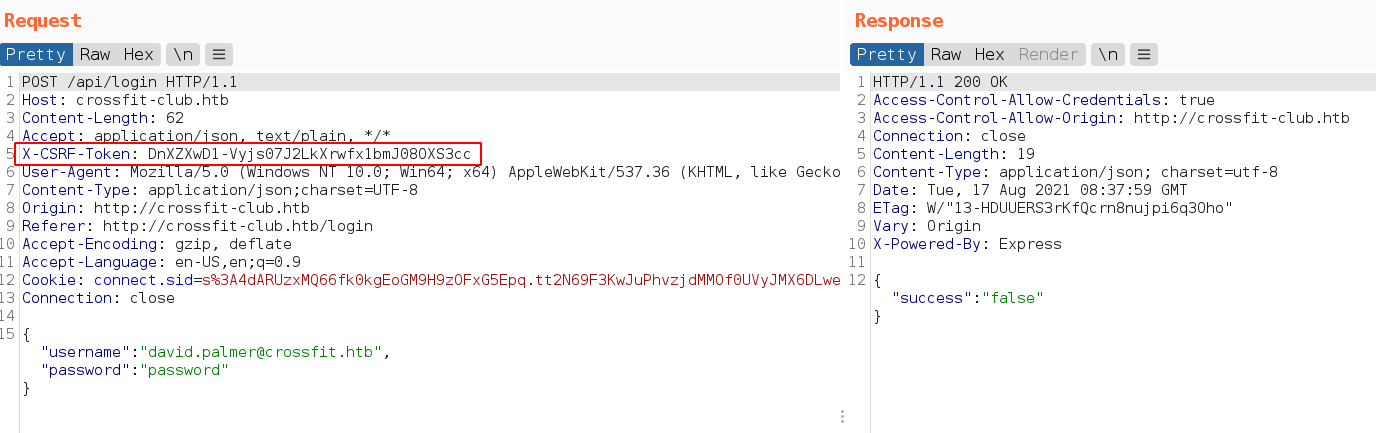 Request
Pretty Raw Hex \n ≡
1 POST /api/login HTTP/1.1
2 Host: crossfit-club.htb
3 Content-Length: 62
4 Accept: application/json, text/plain, */*
5 X-CSRF-Token: DnXZXwD1-Vyjs07J2LkXrwfx1bmJ08OXS3cc
6 User-Agent: Mozilla/5.0 (Windows NT 10.0; Win64; x64) AppleWebKit/537.36 (KHTML, like Gecko
7 Content-Type: application/json;charset=UTF-8
8 Origin: http://crossfit-club.htb
9 Referer: http://crossfit-club.htb/login
10 Accept-Encoding: gzip, deflate
11 Accept-Language: en-US,en;q=0.9
12 Cookie: connect.sid=s%3A4dARUzxMQ66fk0kgEoGM9H9zOFxG5Epq.tt2N69F3KwJuPhvzjdMMOf0UVyJMX6DLwe
13 Connection: close
14
15 {
"username":"david.palmer@crossfit.htb",
"password":"password"
}
Response
Pretty Raw Hex Render \n ≡
1 HTTP/1.1 200 OK
2 Access-Control-Allow-Credentials: true
3 Access-Control-Allow-Origin: http://crossfit-club.htb
4 Connection: close
5 Content-Length: 19
6 Content-Type: application/json; charset=utf-8
7 Date: Tue, 17 Aug 2021 08:37:59 GMT
8 ETag: W/"13-HDUUERS3rKfQcrn8nujpi6q3Oho"
9 Vary: Origin
10 X-Powered-By: Express
11
12 {
"success":"false"
}